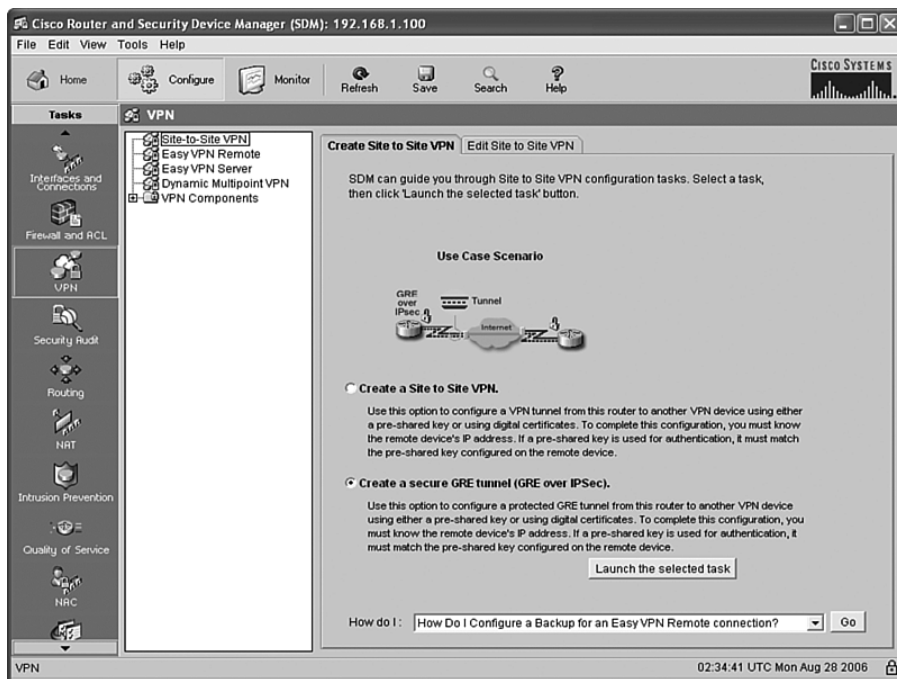 Cisco Router and Security Device Manager (SDM): 192.168.1.100
File Edit View Tools Help
Home
Configure
Monitor
Refresh
Save
Search
Help
CISCO SYSTEMS
Tasks
VPN
Interfaces and
Connections
Firewall and ACL
VPN
Security Audit
Routing
NAT
Intrusion Prevention
Quality of Service
NAC
Site-to-Site VPN
Easy VPN Remote
Easy VPN Server
Dynamic Multipoint VPN
VPN Components
Create Site to Site VPN
Edit Site to Site VPN
SDM can guide you through Site to Site VPN configuration tasks. Select a task,
then click 'Launch the selected task' button.
Use Case Scenario
GRE
over
IPsec
Tunnel
Internet
Create a Site to Site VPN.
Use this option to configure a VPN tunnel from this router to another VPN device using either
a pre-shared key or using digital certificates. To complete this configuration, you must know
the remote device's IP address. If a pre-shared key is used for authentication, it must match
the pre-shared key configured on the remote device.
Create a secure GRE tunnel (GRE over IPSec).
Use this option to configure a protected GRE tunnel from this router to another VPN device
using either a pre-shared key or using digital certificates. To complete this configuration, you
must know the remote device's IP address. If a pre-shared key is used for authentication, it
must match the pre-shared key configured on the remote device.
Launch the selected task
How do I :
How Do I Configure a Backup for an Easy VPN Remote connection?
Go
VPN
02:34:41 UTC Mon Aug 28 2006